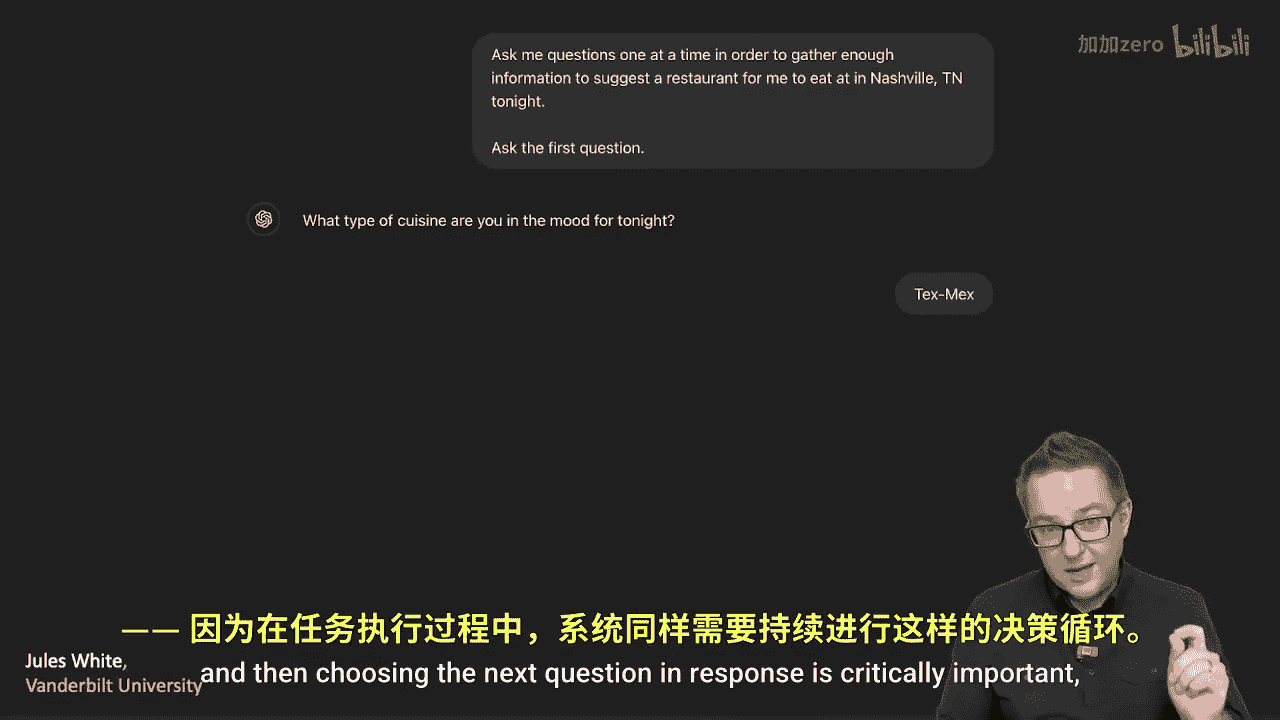 加加zero bilibili
Ask me questions one at a time in order to gather enough
information to suggest a restaurant for me to eat at in Nashville, TN
tonight.
Ask the first question.
What type of cuisine are you in the mood for tonight?
Tex-Mex
—— 因为在任务执行过程中，系统同样需要持续进行这样的决策循环。
and then choosing the next question in response is critically important,
Jules White,
Vanderbilt University